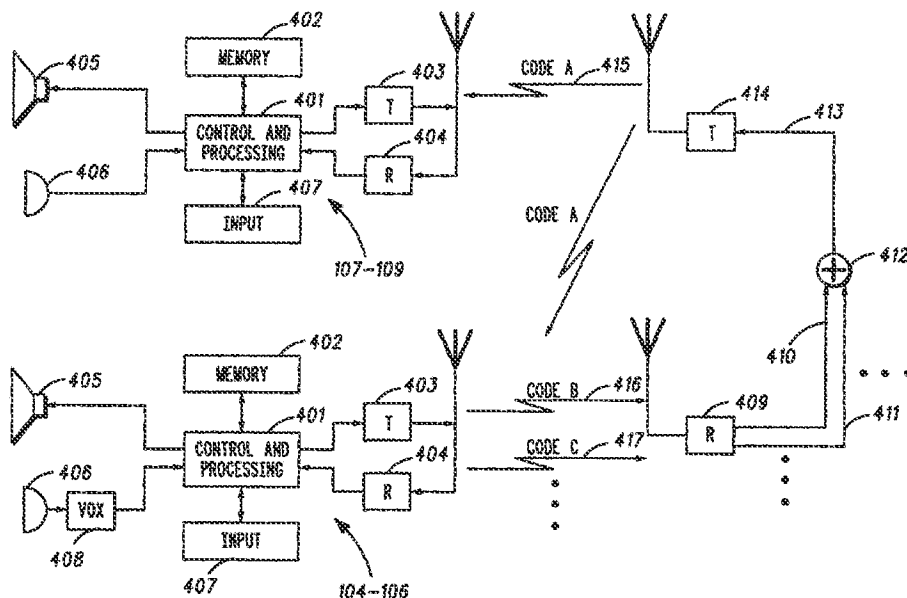 402
MEMORY
405
401
403
T
CODE A
415
414
T
413
CONTROL AND
PROCESSING
404
R
406
407
INPUT
107-109
CODE A
412
410
402
MEMORY
405
401
403
T
CODE B
416
409
R
411
CONTROL AND
PROCESSING
404
R
CODE C
417
406
VOX
408
INPUT
407
104-106